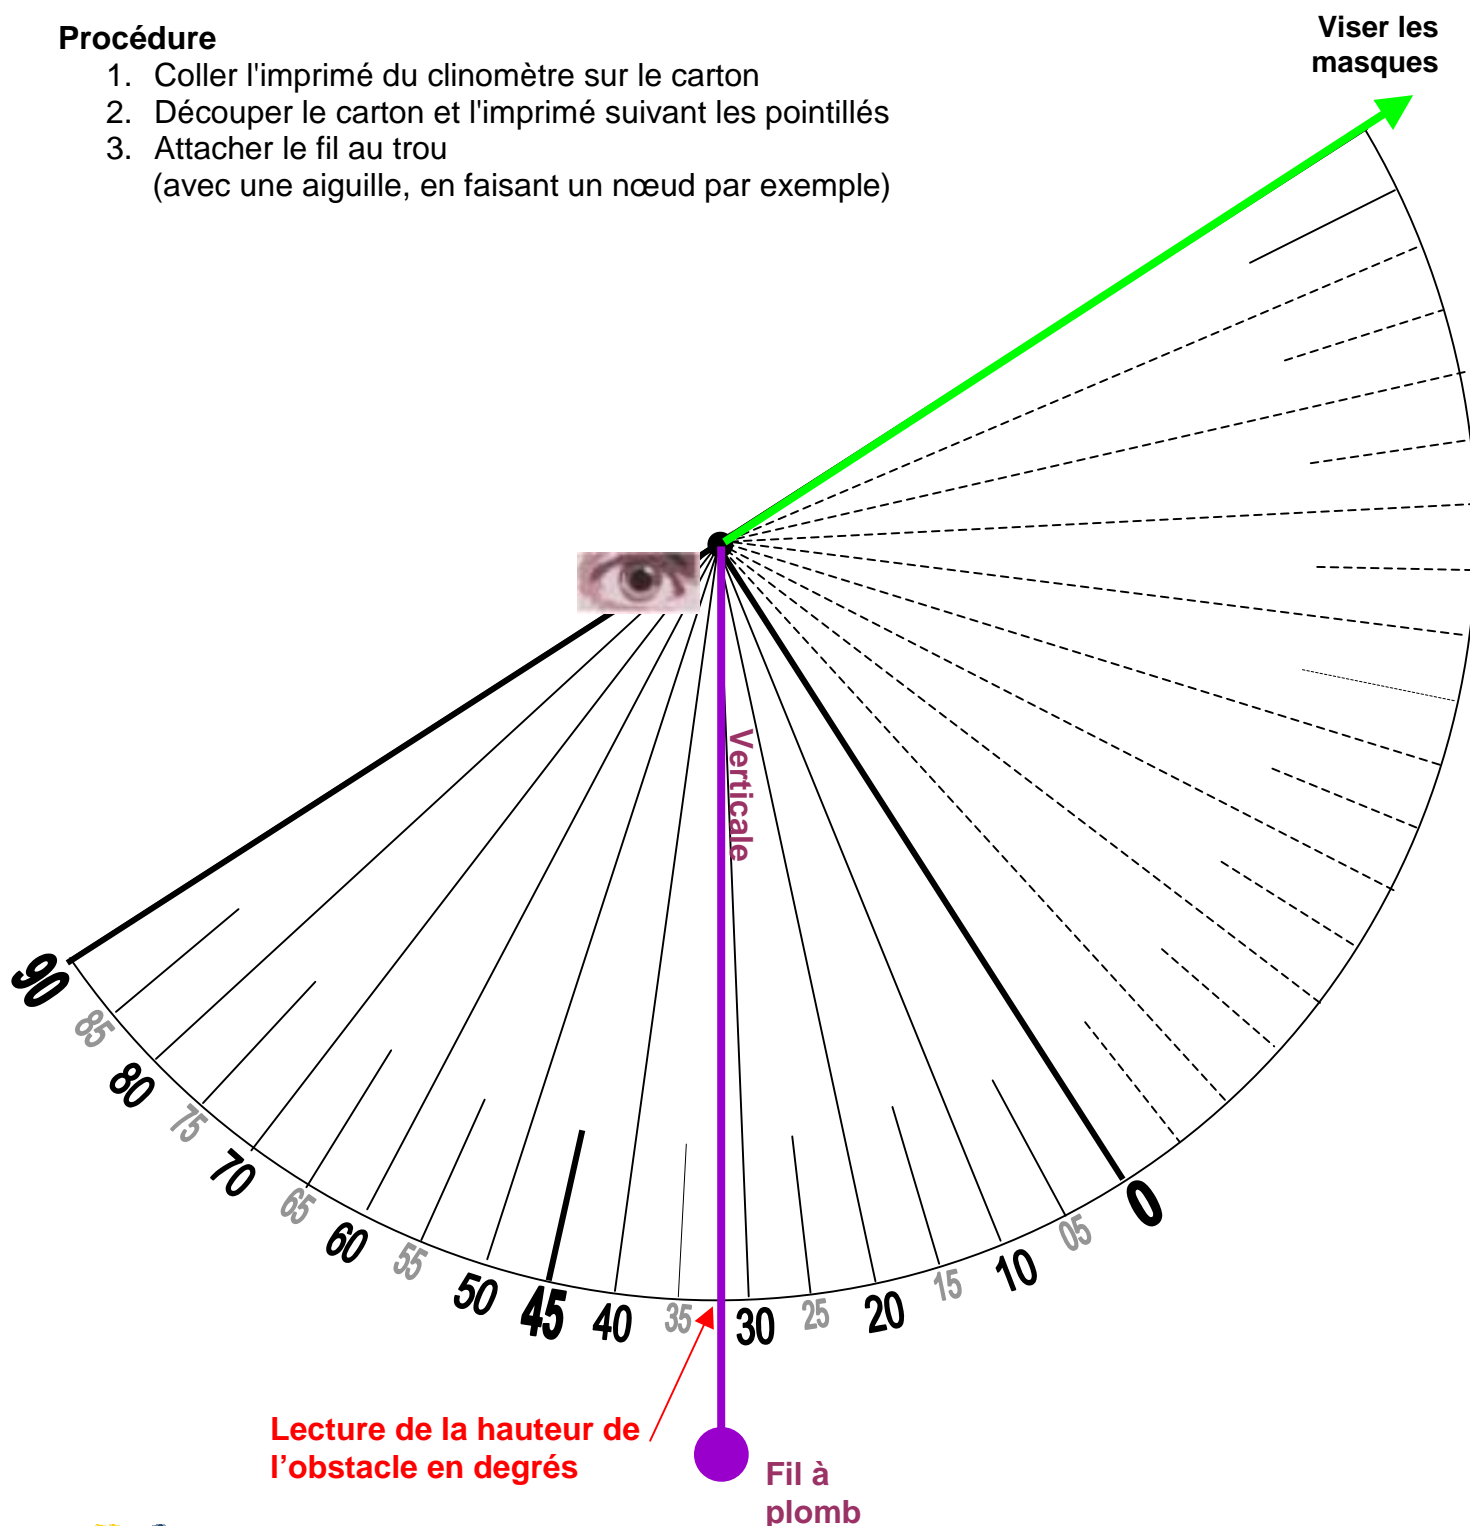 Procédure
1. Coller l'imprimé du clinomètre sur le carton
2. Découper le carton et l'imprimé suivant les pointillés
3. Attacher le fil au trou
(avec une aiguille, en faisant un nœud par exemple)
Viser les
masques
Verticale
90
85
80
75
70
65
60
55
50
45
40
35
30
25
20
15
10
05
0
Lecture de la hauteur de
l’obstacle en degrés
Fil à
plomb